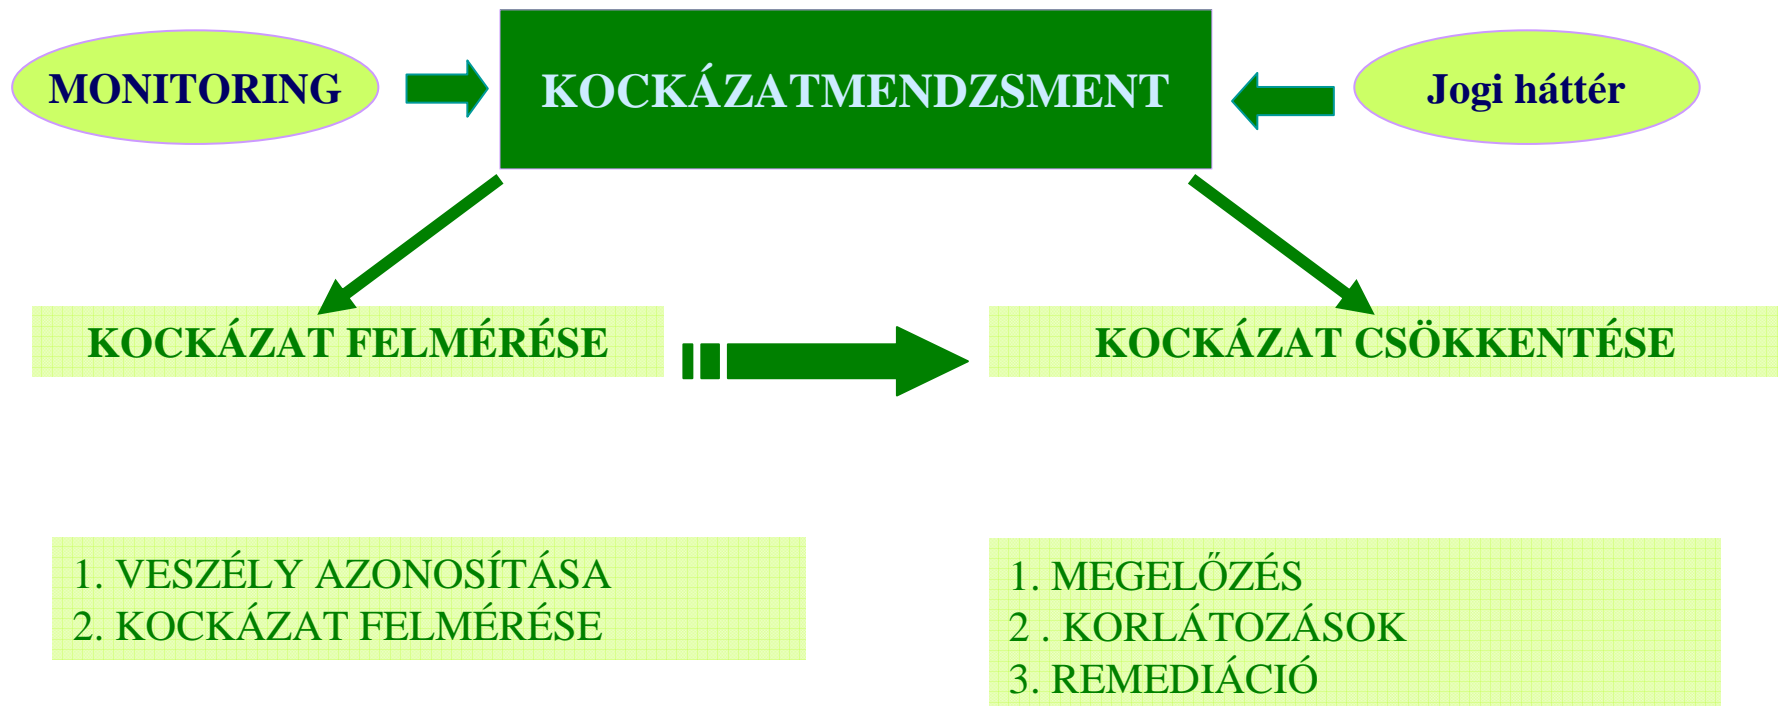 MONITORING
KOCKÁZATMENDZSMENT
Jogi háttér
KOCKÁZAT FELMÉRÉSE
KOCKÁZAT CSÖKKENTÉSE
1. VESZÉLY AZONOSÍTÁSA
2. KOCKÁZAT FELMÉRÉSE
1. MEGELŐZÉS
2 . KORLÁTOZÁSOK
3. REMEDIÁCIÓ